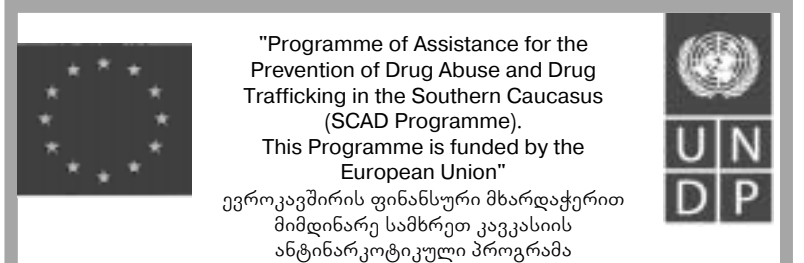 "Programme of Assistance for the
Prevention of Drug Abuse and Drug
Trafficking in the Southern Caucasus
(SCAD Programme).
This Programme is funded by the
European Union"
ევროკავშირის ფინანსური მხარდაჭერით
მიმდინარე სამხრეთ კავკასიის
ანტინარკოტიკული პროგრამა
U N
D P